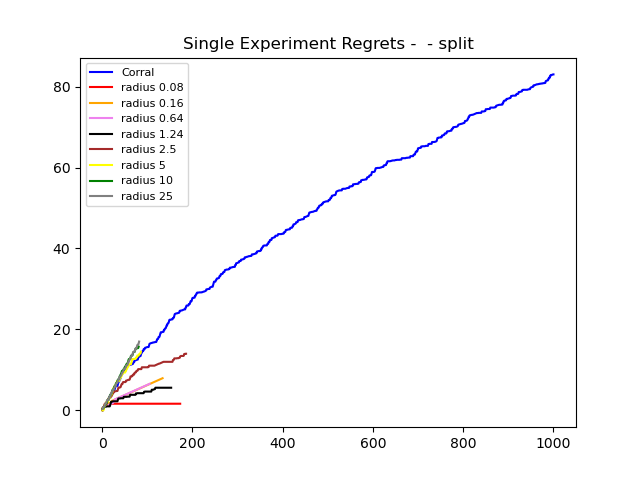 Single Experiment Regrets -  - split
Corral
radius 0.08
radius 0.16
radius 0.64
radius 1.24
radius 2.5
radius 5
radius 10
radius 25
80
60
40
20
0
0 200 400 600 800 1000